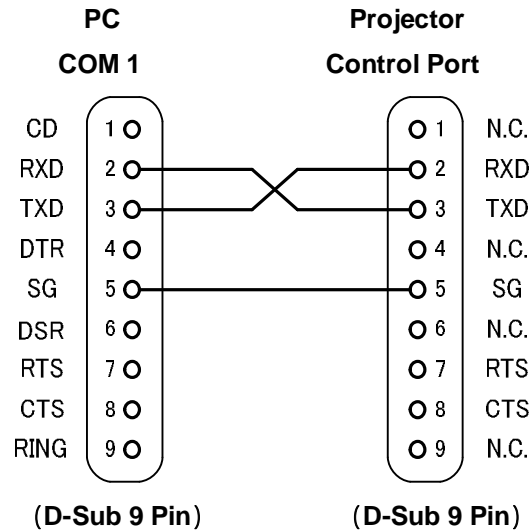 PC Projector
COM 1 Control Port
CD 1 1 N.C.
RXD 2 2 RXD
TXD 3 3 TXD
DTR 4 4 N.C.
SG 5 5 SG
DSR 6 6 N.C.
RTS 7 7 RTS
CTS 8 8 CTS
RING 9 9 N.C.
(D-Sub 9 Pin) (D-Sub 9 Pin)